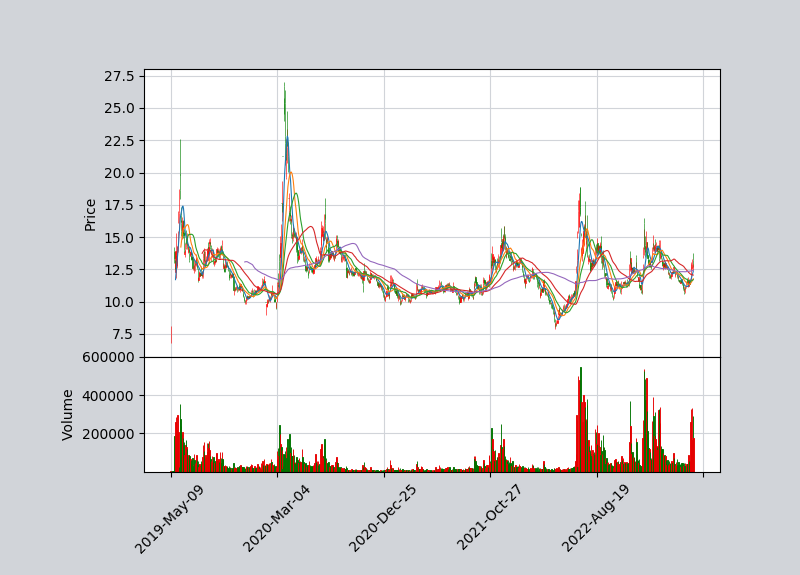 27.5
25.0
22.5
20.0
17.5
15.0
12.5
10.0
7.5
Price
600000
400000
200000
Volume
2019-May-09
2020-Mar-04
2020-Dec-25
2021-Oct-27
2022-Aug-19